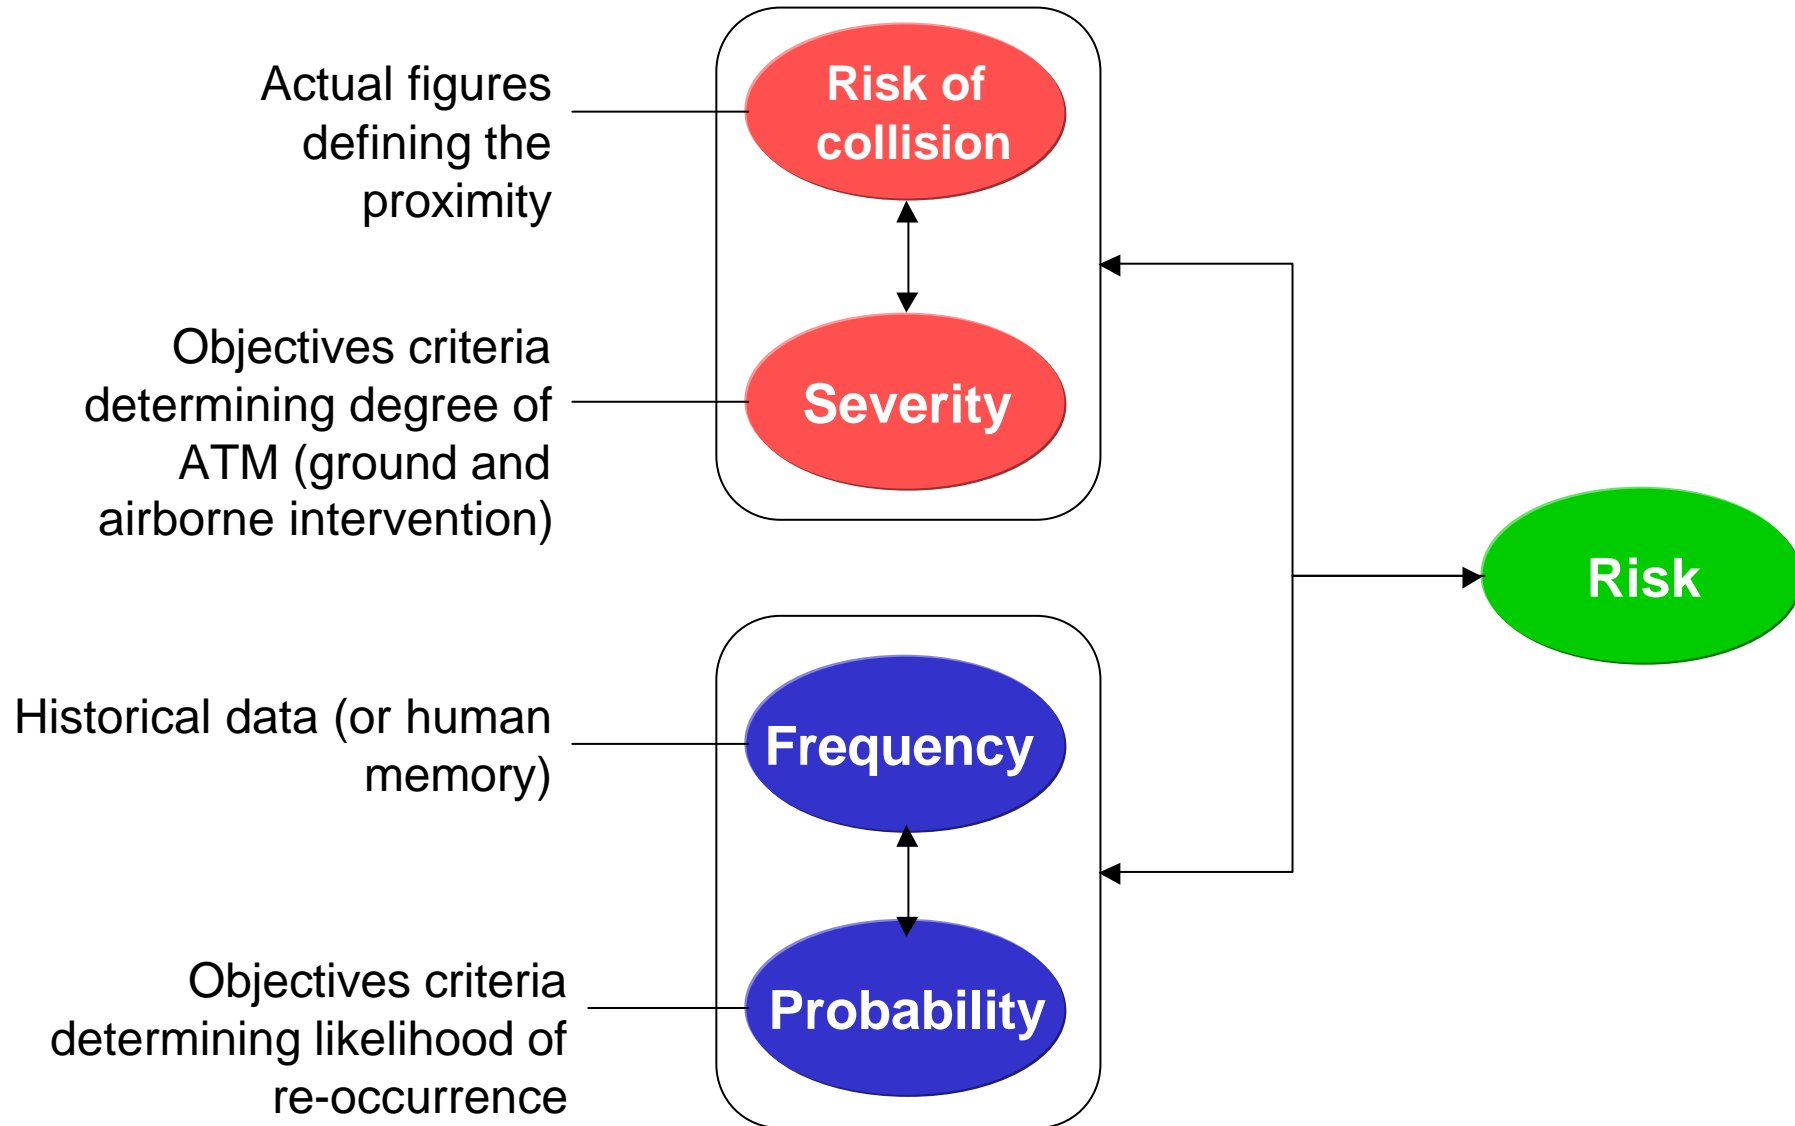 Actual figures
defining the
proximity
Risk of
collision
Objectives criteria
determining degree of
ATM (ground and
airborne intervention)
Severity
Risk
Historical data (or human
memory)
Frequency
Objectives criteria
determining likelihood of
re-occurrence
Probability